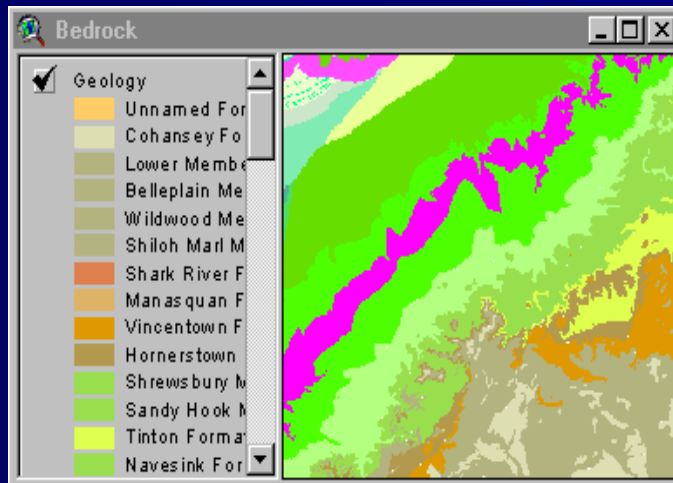 Bedrock
Geology
Unnamed For
Cohansey Fo
Lower Membe
Belleplain Me
Wildwood Me
Shiloh Marl M
Shark River F
Manasquan F
Vincentown F
Hornerstown
Shrewsbury M
Sandy Hook M
Tinton Forma
Navesink For